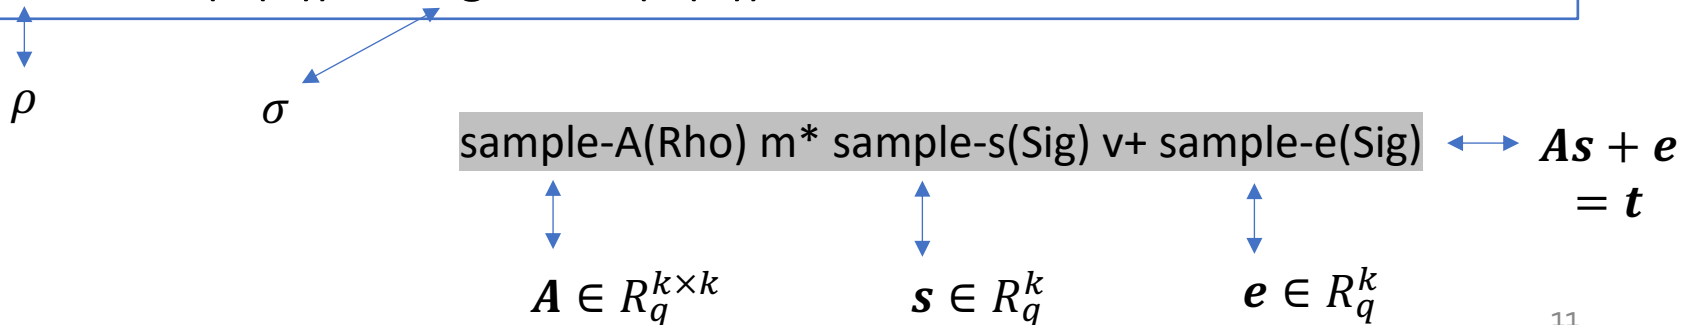 ρ
σ
sample-A(Rho) m* sample-s(Sig) v+ sample-e(Sig)
As + e
= t
A ∈ R_q^{k×k}
s ∈ R_q^k
e ∈ R_q^k
11